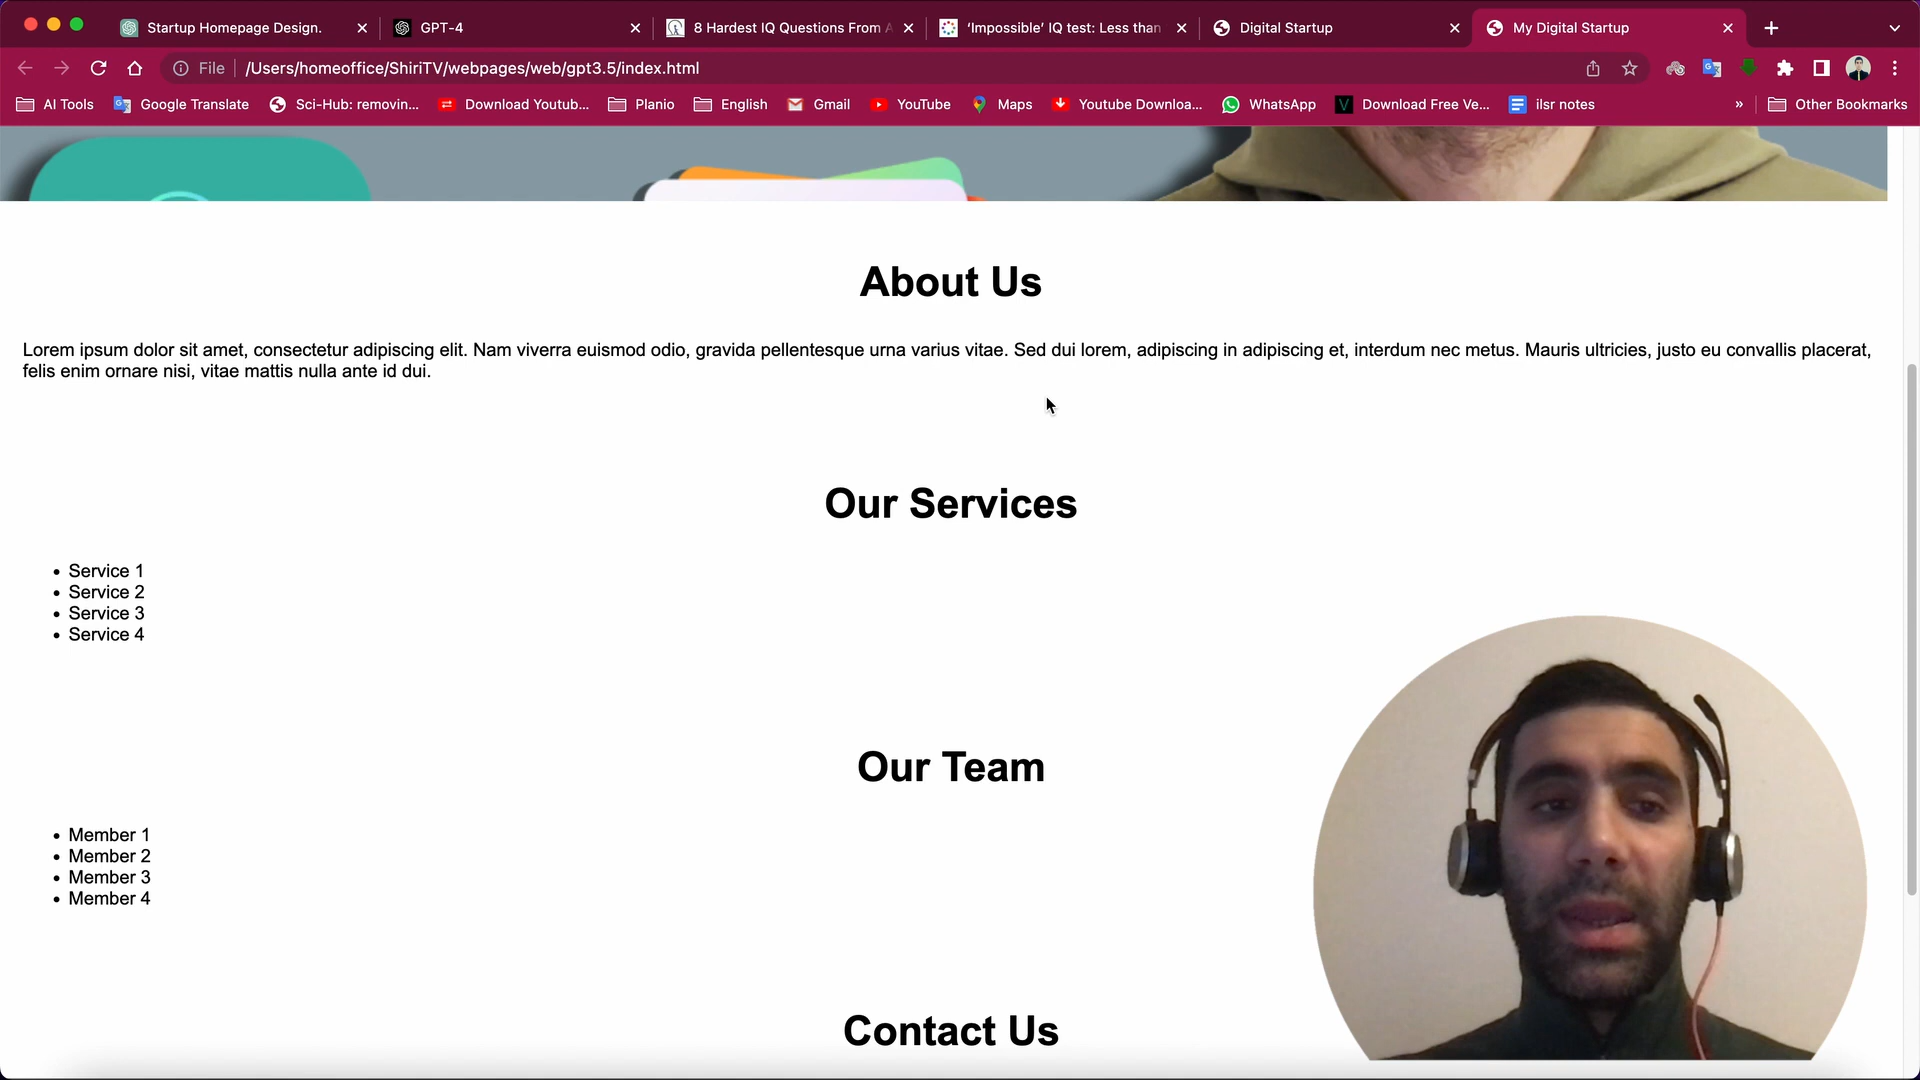 Startup Homepage Design.
GPT-4
8 Hardest IQ Questions From A
‘Impossible’ IQ test: Less than
Digital Startup
My Digital Startup
File
/Users/homeoffice/ShiriTV/webpages/web/gpt3.5/index.html
AI Tools
Google Translate
Sci-Hub: removin...
Download Youtub...
Planio
English
Gmail
YouTube
Maps
Youtube Downloa...
WhatsApp
Download Free Ve...
ilsr notes
»
Other Bookmarks
About Us
Lorem ipsum dolor sit amet, consectetur adipiscing elit. Nam viverra euismod odio, gravida pellentesque urna varius vitae. Sed dui lorem, adipiscing in adipiscing et, interdum nec metus. Mauris ultricies, justo eu convallis placerat,
felis enim ornare nisi, vitae mattis nulla ante id dui.
Our Services
• Service 1
• Service 2
• Service 3
• Service 4
Our Team
• Member 1
• Member 2
• Member 3
• Member 4
Contact Us